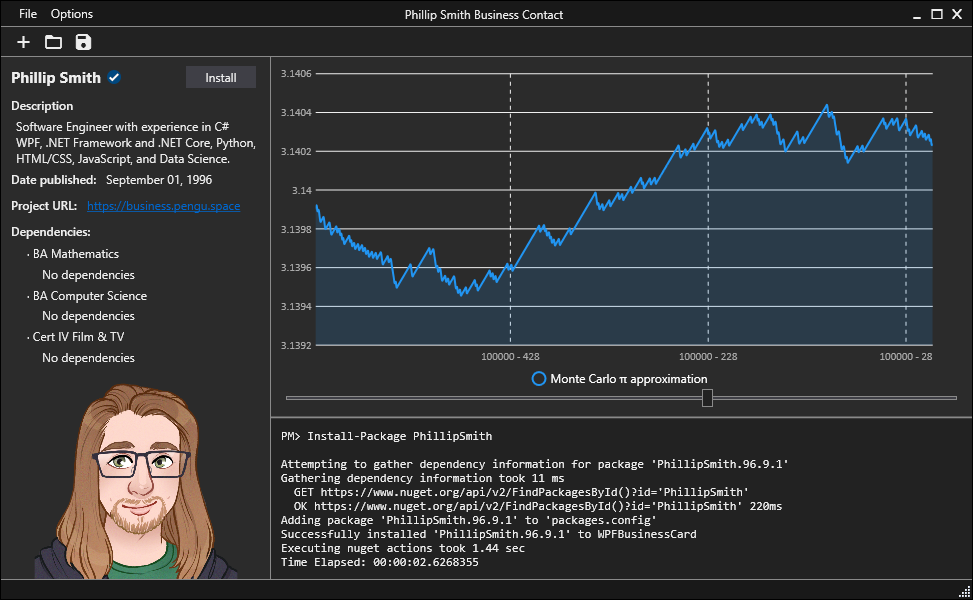 File Options
Phillip Smith Business Contact
Phillip Smith
Install
Description
Software Engineer with experience in C#
WPF, .NET Framework and .NET Core, Python,
HTML/CSS, JavaScript, and Data Science.
Date published: September 01, 1996
Project URL: https://business.pengu.space
Dependencies:
· BA Mathematics
No dependencies
· BA Computer Science
No dependencies
· Cert IV Film & TV
No dependencies
3.1406
3.1404
3.1402
3.14
3.1398
3.1396
3.1394
3.1392
100000 - 428
100000 - 228
100000 - 28
Monte Carlo π approximation
PM> Install-Package PhillipSmith
Attempting to gather dependency information for package 'PhillipSmith.96.9.1'
Gathering dependency information took 11 ms
GET https://www.nuget.org/api/v2/FindPackagesById()?id='PhillipSmith'
OK https://www.nuget.org/api/v2/FindPackagesById()?id='PhillipSmith' 220ms
Adding package 'PhillipSmith.96.9.1' to 'packages.config'
Successfully installed 'PhillipSmith.96.9.1' to WPFBusinessCard
Executing nuget actions took 1.44 sec
Time Elapsed: 00:00:02.6268355